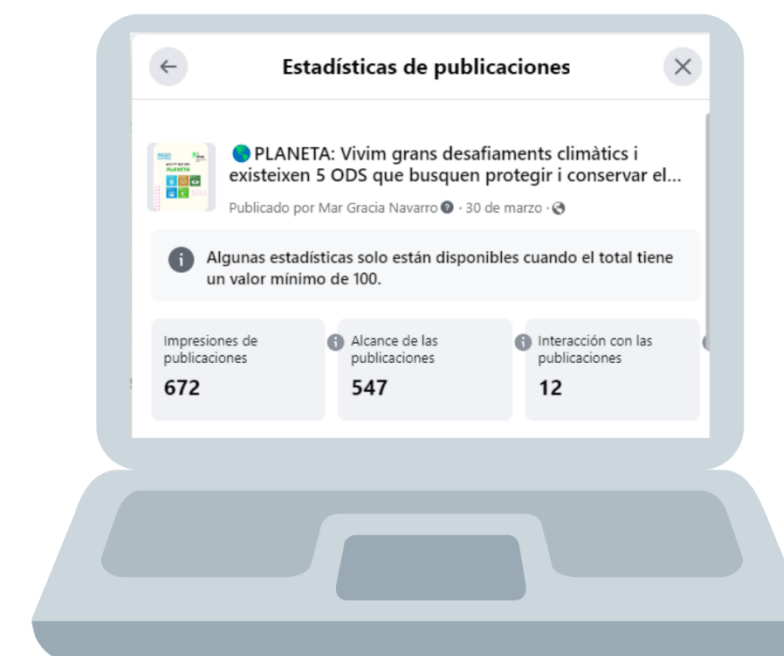 Estadísticas de publicaciones
PLANETA: Vivim grans desafiaments climàtics i
existeixen 5 ODS que busquen protegir i conservar el...
Publicado por Mar Gracia Navarro · 30 de marzo ·
Algunas estadísticas solo están disponibles cuando el total tiene
un valor mínimo de 100.
Impresiones de
publicaciones
672
Alcance de las
publicaciones
547
Interacción con las
publicaciones
12